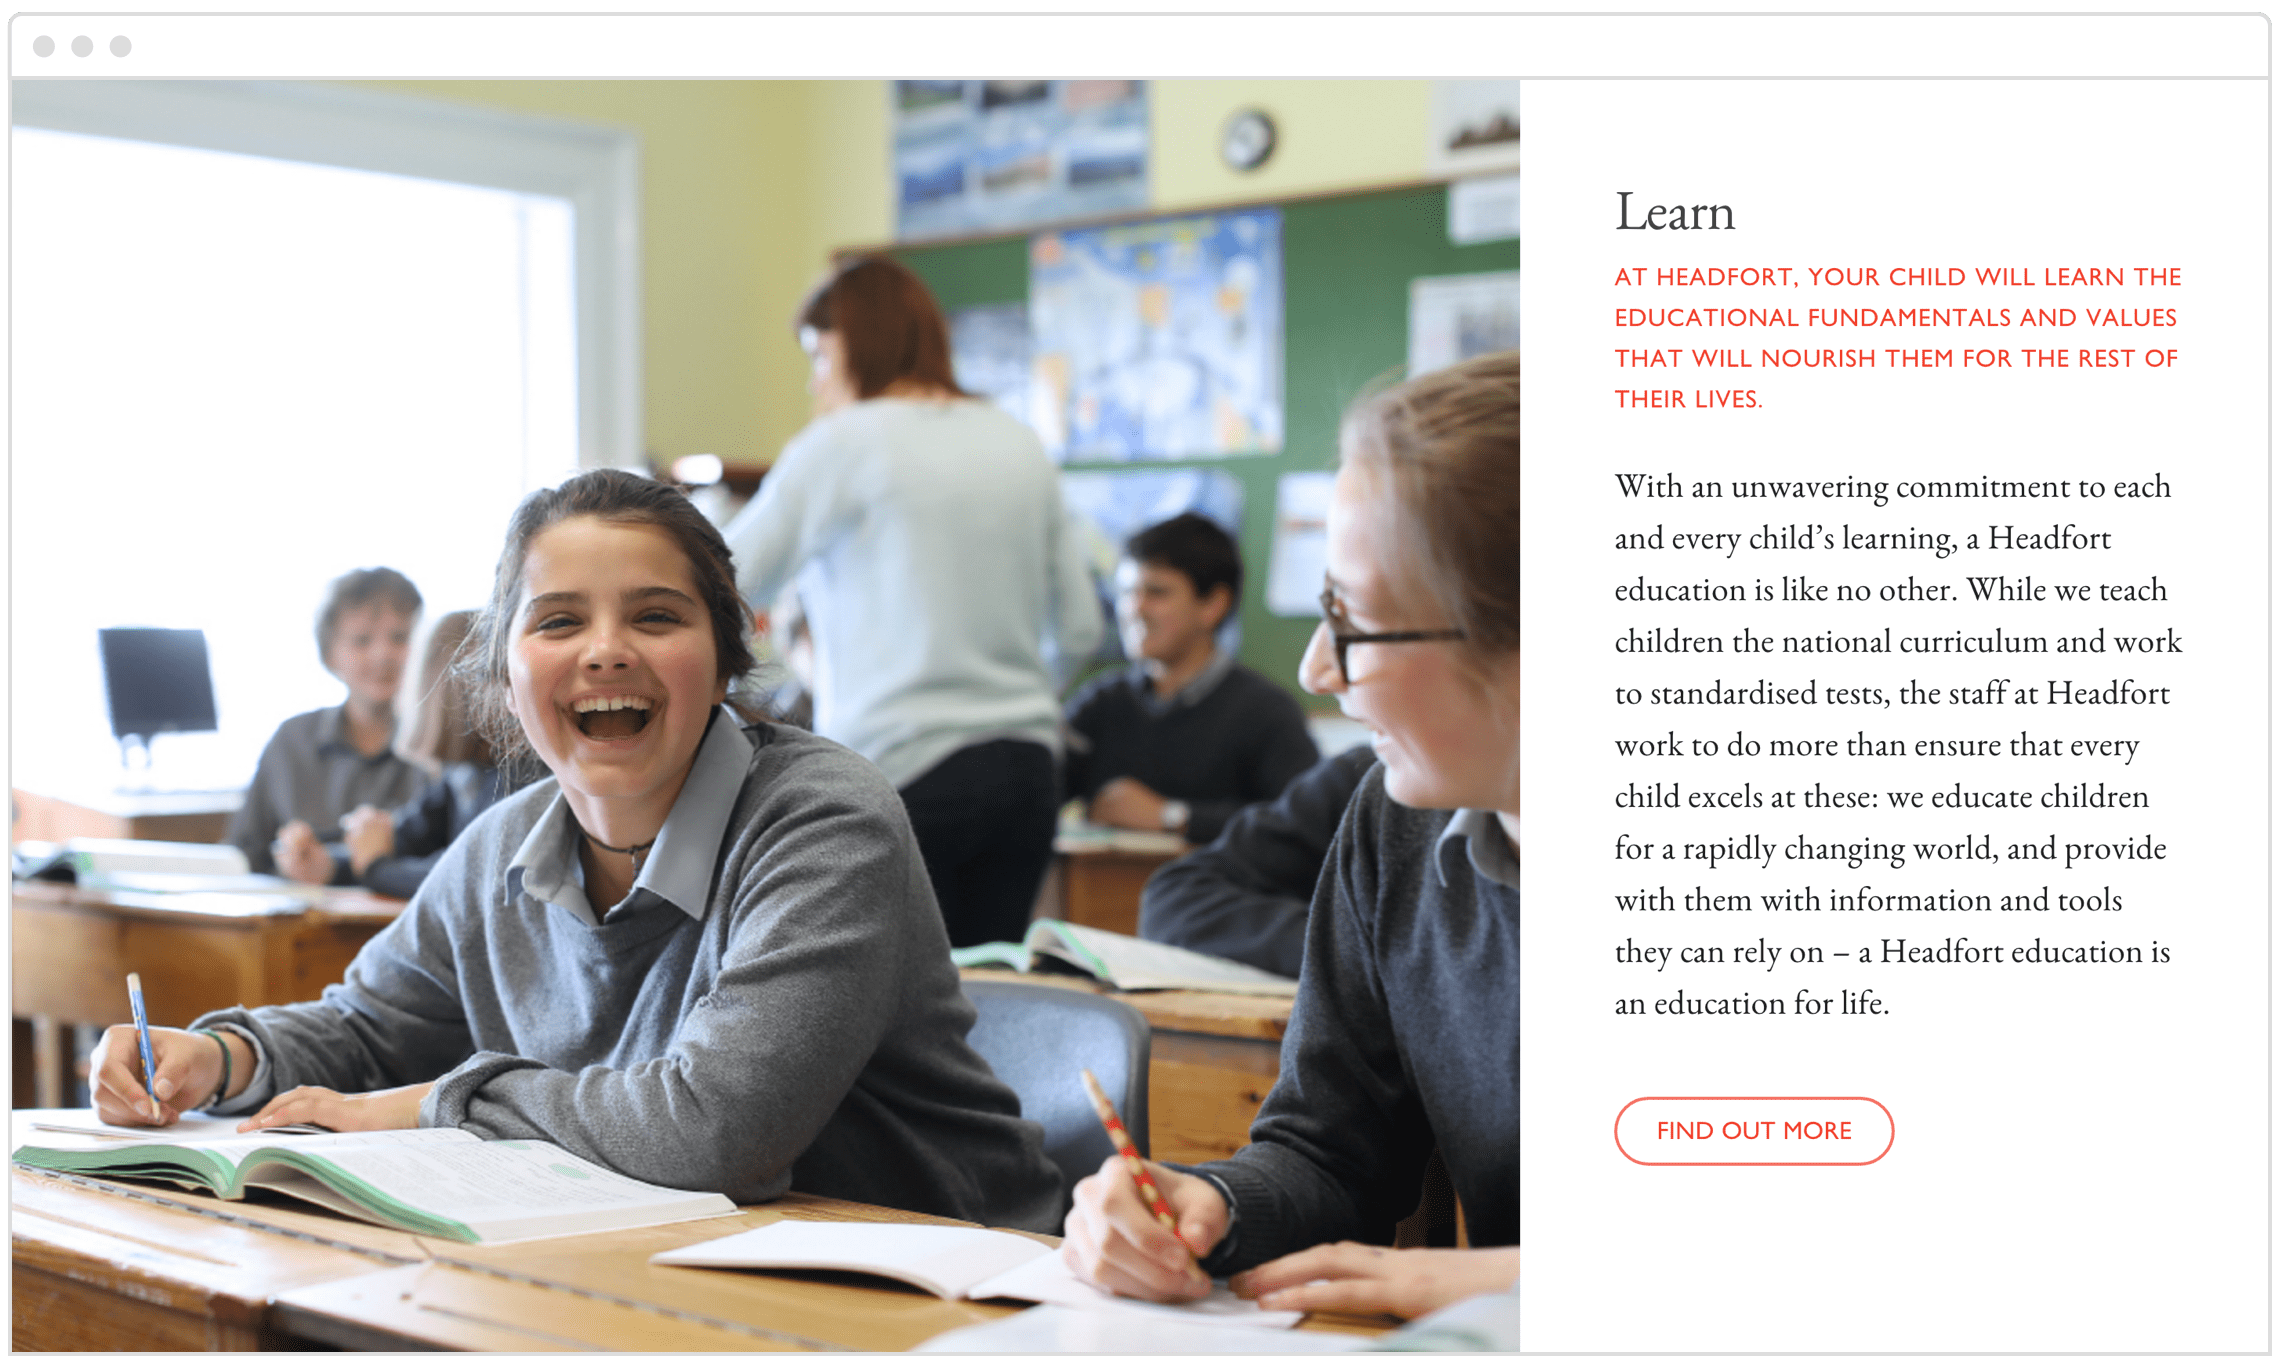 Learn
AT HEADFORT, YOUR CHILD WILL LEARN THE
EDUCATIONAL FUNDAMENTALS AND VALUES
THAT WILL NOURISH THEM FOR THE REST OF
THEIR LIVES.
With an unwavering commitment to each
and every child’s learning, a Headfort
education is like no other. While we teach
children the national curriculum and work
to standardised tests, the staff at Headfort
work to do more than ensure that every
child excels at these: we educate children
for a rapidly changing world, and provide
with them with information and tools
they can rely on – a Headfort education is
an education for life.
FIND OUT MORE